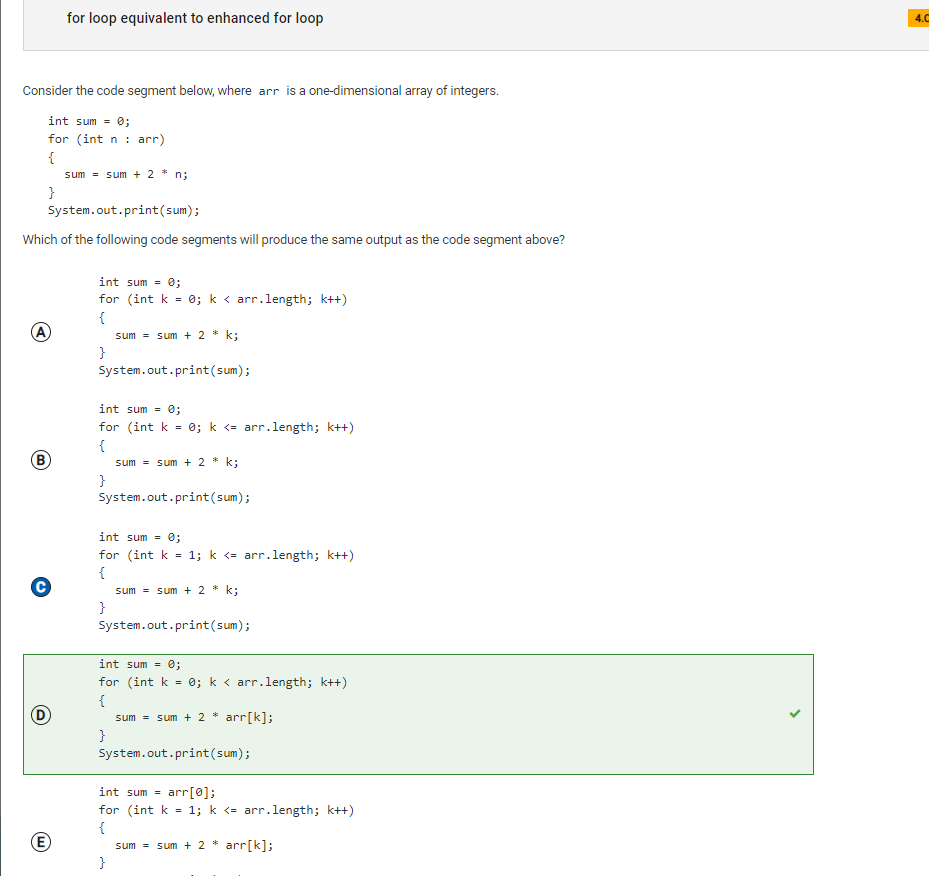 for loop equivalent to enhanced for loop
4.0
Consider the code segment below, where arr is a one-dimensional array of integers.
int sum = 0;
for (int n : arr)
{
sum = sum + 2 * n;
}
System.out.print(sum);
Which of the following code segments will produce the same output as the code segment above?
int sum = 0;
for (int k = 0; k < arr.length; k++)
{
A
sum = sum + 2 * k;
}
System.out.print(sum);
int sum = 0;
for (int k = 0; k <= arr.length; k++)
{
B
sum = sum + 2 * k;
}
System.out.print(sum);
int sum = 0;
for (int k = 1; k <= arr.length; k++)
{
C
sum = sum + 2 * k;
}
System.out.print(sum);
int sum = 0;
for (int k = 0; k < arr.length; k++)
{
D
sum = sum + 2 * arr[k];
}
System.out.print(sum);
int sum = arr[0];
for (int k = 1; k <= arr.length; k++)
{
E
sum = sum + 2 * arr[k];
}